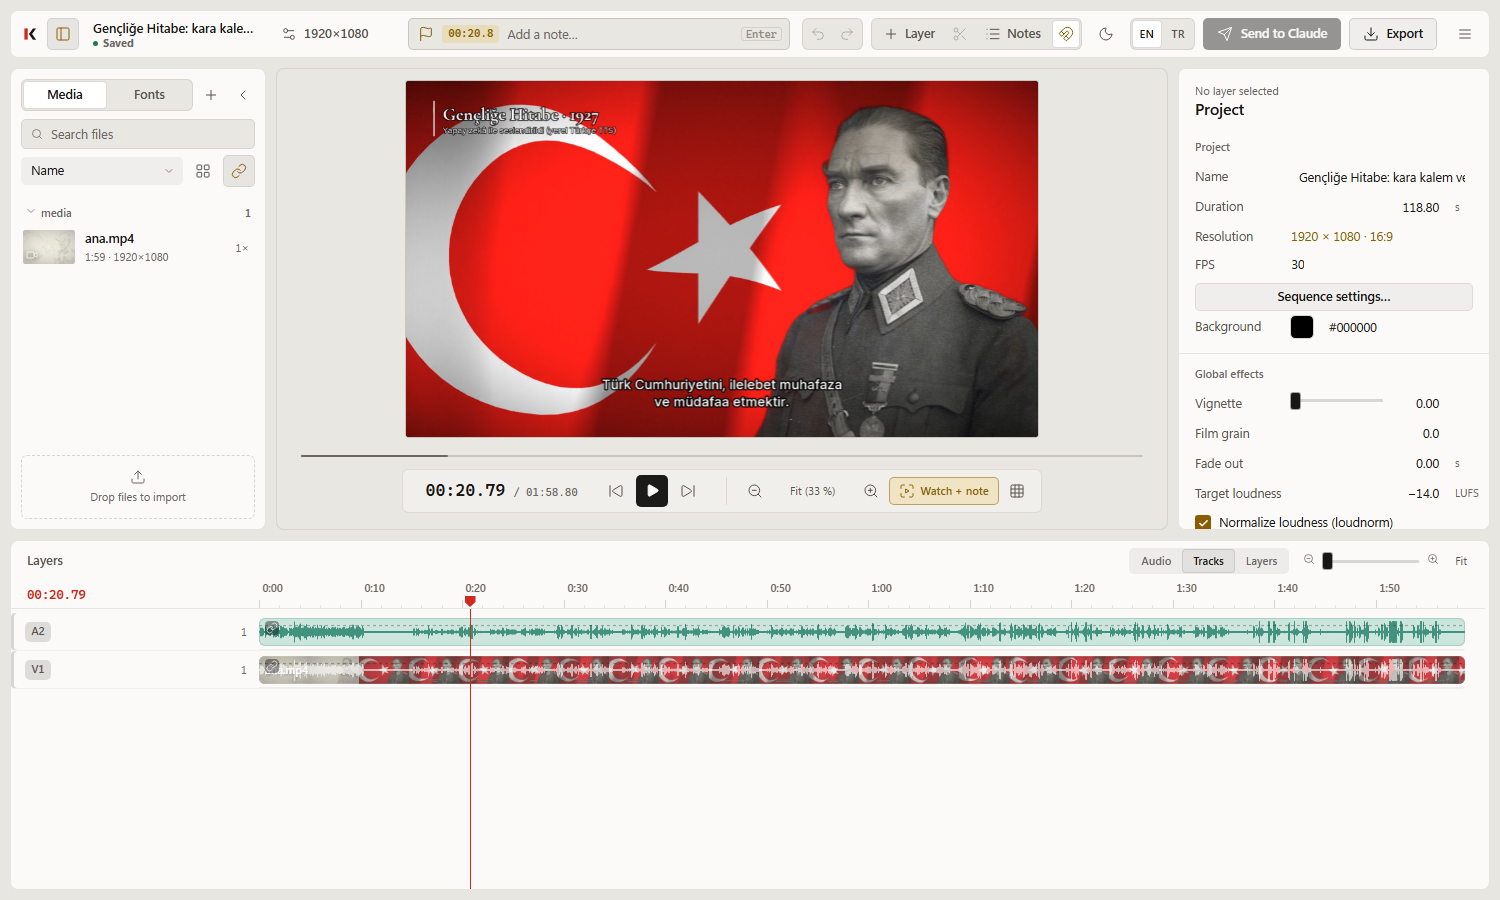 Gençliğe Hitabe: kara kale...
Saved
1920×1080
00:20.8
Add a note...
Enter
Layer
Notes
EN
TR
Send to Claude
Export
Media
Fonts
Search files
Name
media
1
ana.mp4
1:59 · 1920×1080
1×
Drop files to import
Gençliğe Hitabe · 1927
Yapay zekâ ile seslendirildi (yerel Türkçe TTS)
Türk Cumhuriyetini, ilelebet muhafaza
ve müdafaa etmektir.
00:20.79 / 01:58.80
Fit (33 %)
Watch + note
No layer selected
Project
Project
Name
Gençliğe Hitabe: kara kalem ve
Duration
118.80 s
Resolution
1920 × 1080 · 16:9
FPS
30
Sequence settings...
Background
#000000
Global effects
Vignette
0.00
Film grain
0.0
Fade out
0.00 s
Target loudness
−14.0 LUFS
Normalize loudness (loudnorm)
Layers
Audio
Tracks
Layers
Fit
00:20.79
0:00
0:10
0:20
0:30
0:40
0:50
1:00
1:10
1:20
1:30
1:40
1:50
A2
1
V1
1